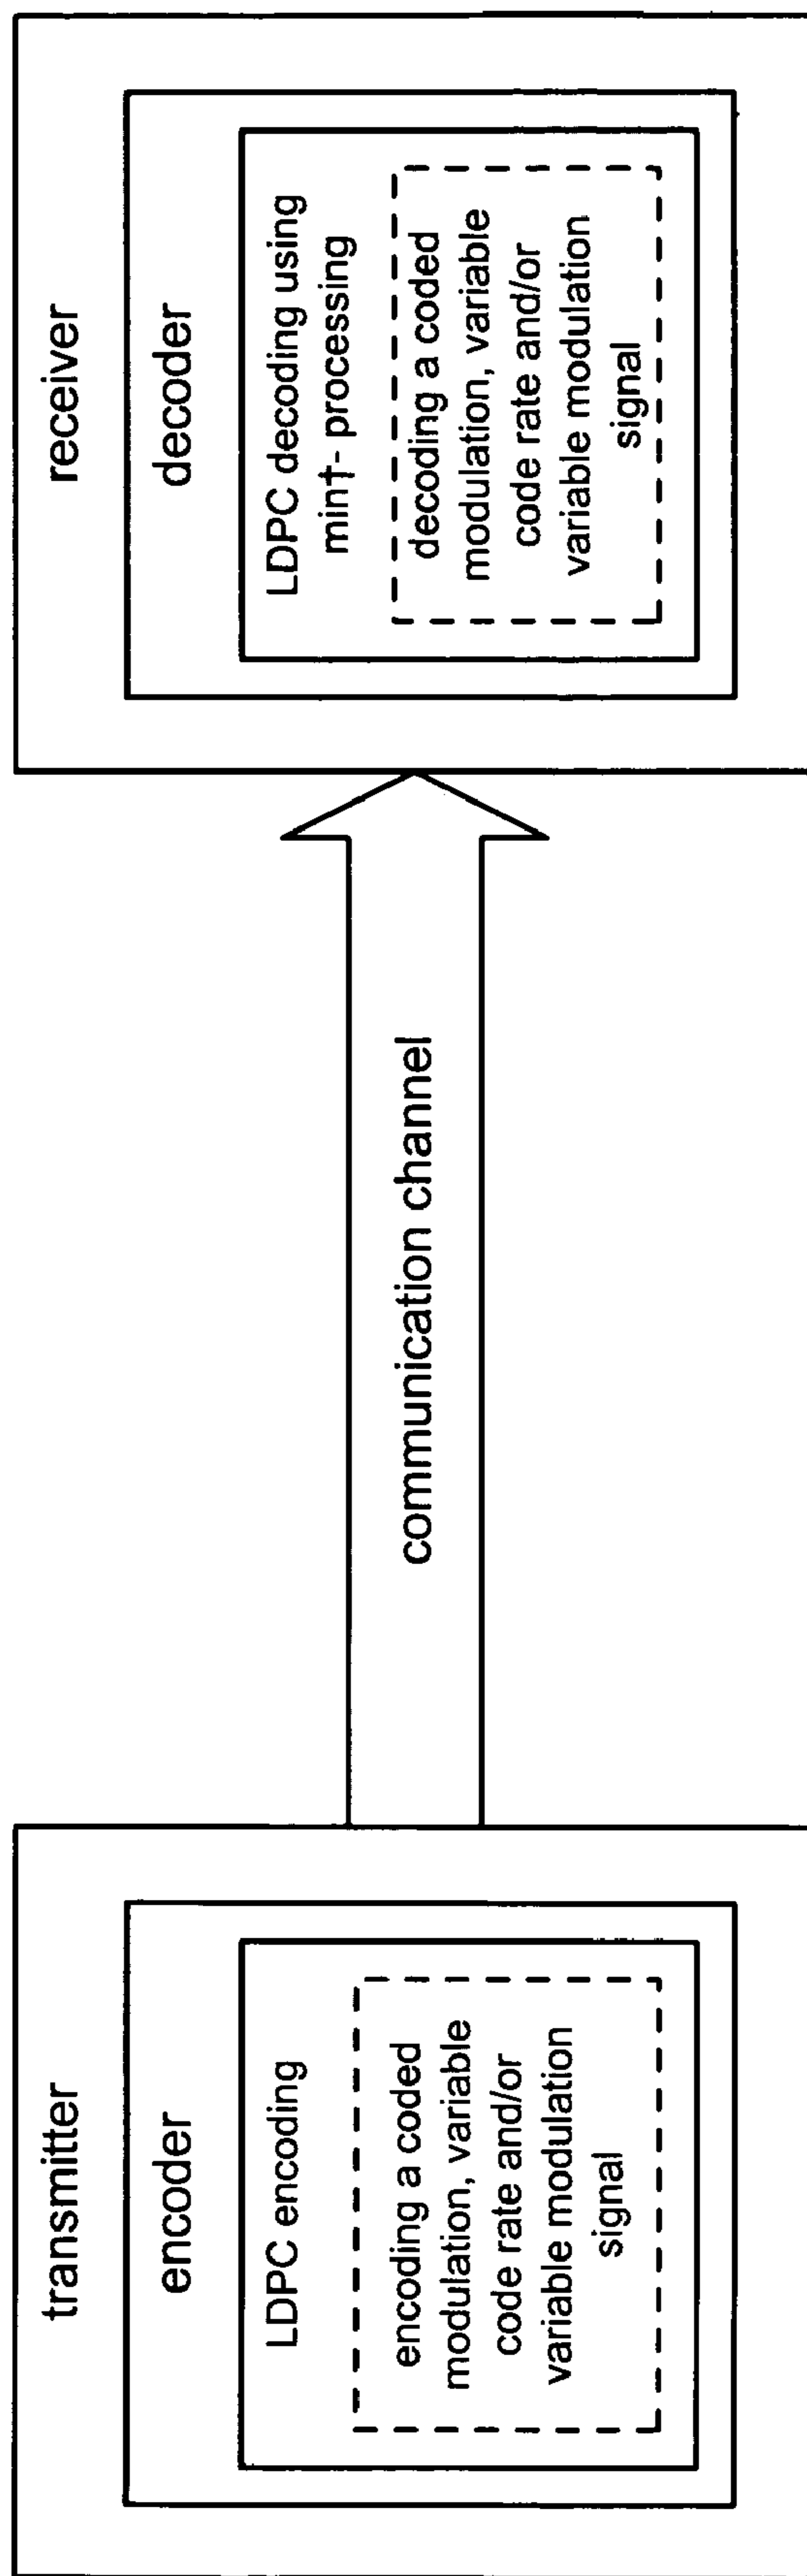 transmitter
encoder
LDPC encoding
encoding a coded
modulation, variable
code rate and/or
variable modulation
signal
communication channel
receiver
decoder
LDPC decoding using
min†- processing
decoding a coded
modulation, variable
code rate and/or
variable modulation
signal